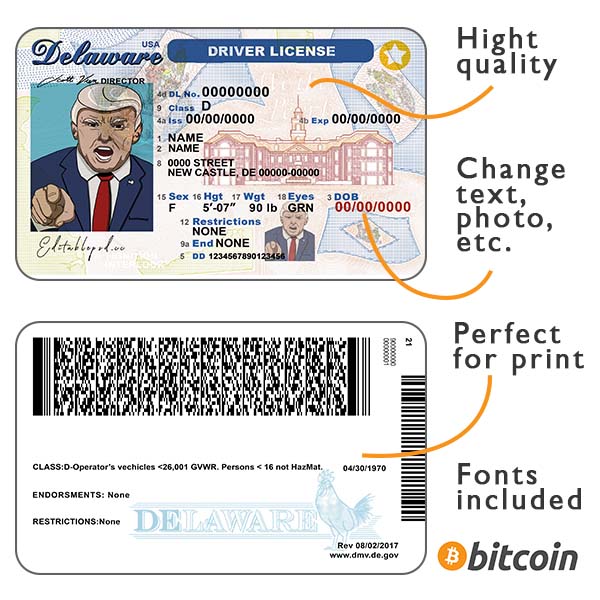 Delaware USA
DRIVER LICENSE
DIRECTOR
4d DL No. 00000000
9 Class D
4a Iss 00/00/0000 4b Exp 00/00/0000
1 NAME
2 NAME
8 0000 STREET
NEW CASTLE, DE 00000-00000
15 Sex 16 Hgt 17 Wgt 18 Eyes 3 DOB
F 5'-07" 90 lb GRN 00/00/0000
12 Restrictions
NONE
9a End NONE
5 DD 1234567890123456
Editablepsd.cc
Hight
quality
Change
text,
photo,
etc.
21
00000000
0000001
CLASS:D-Operator's vechicles <26,001 GVWR. Persons < 16 not HazMat. 04/30/1970
ENDORSMENTS: None
RESTRICTIONS:None
DELAWARE
Rev 08/02/2017
www.dmv.de.gov
Perfect
for print
Fonts
included
bitcoin